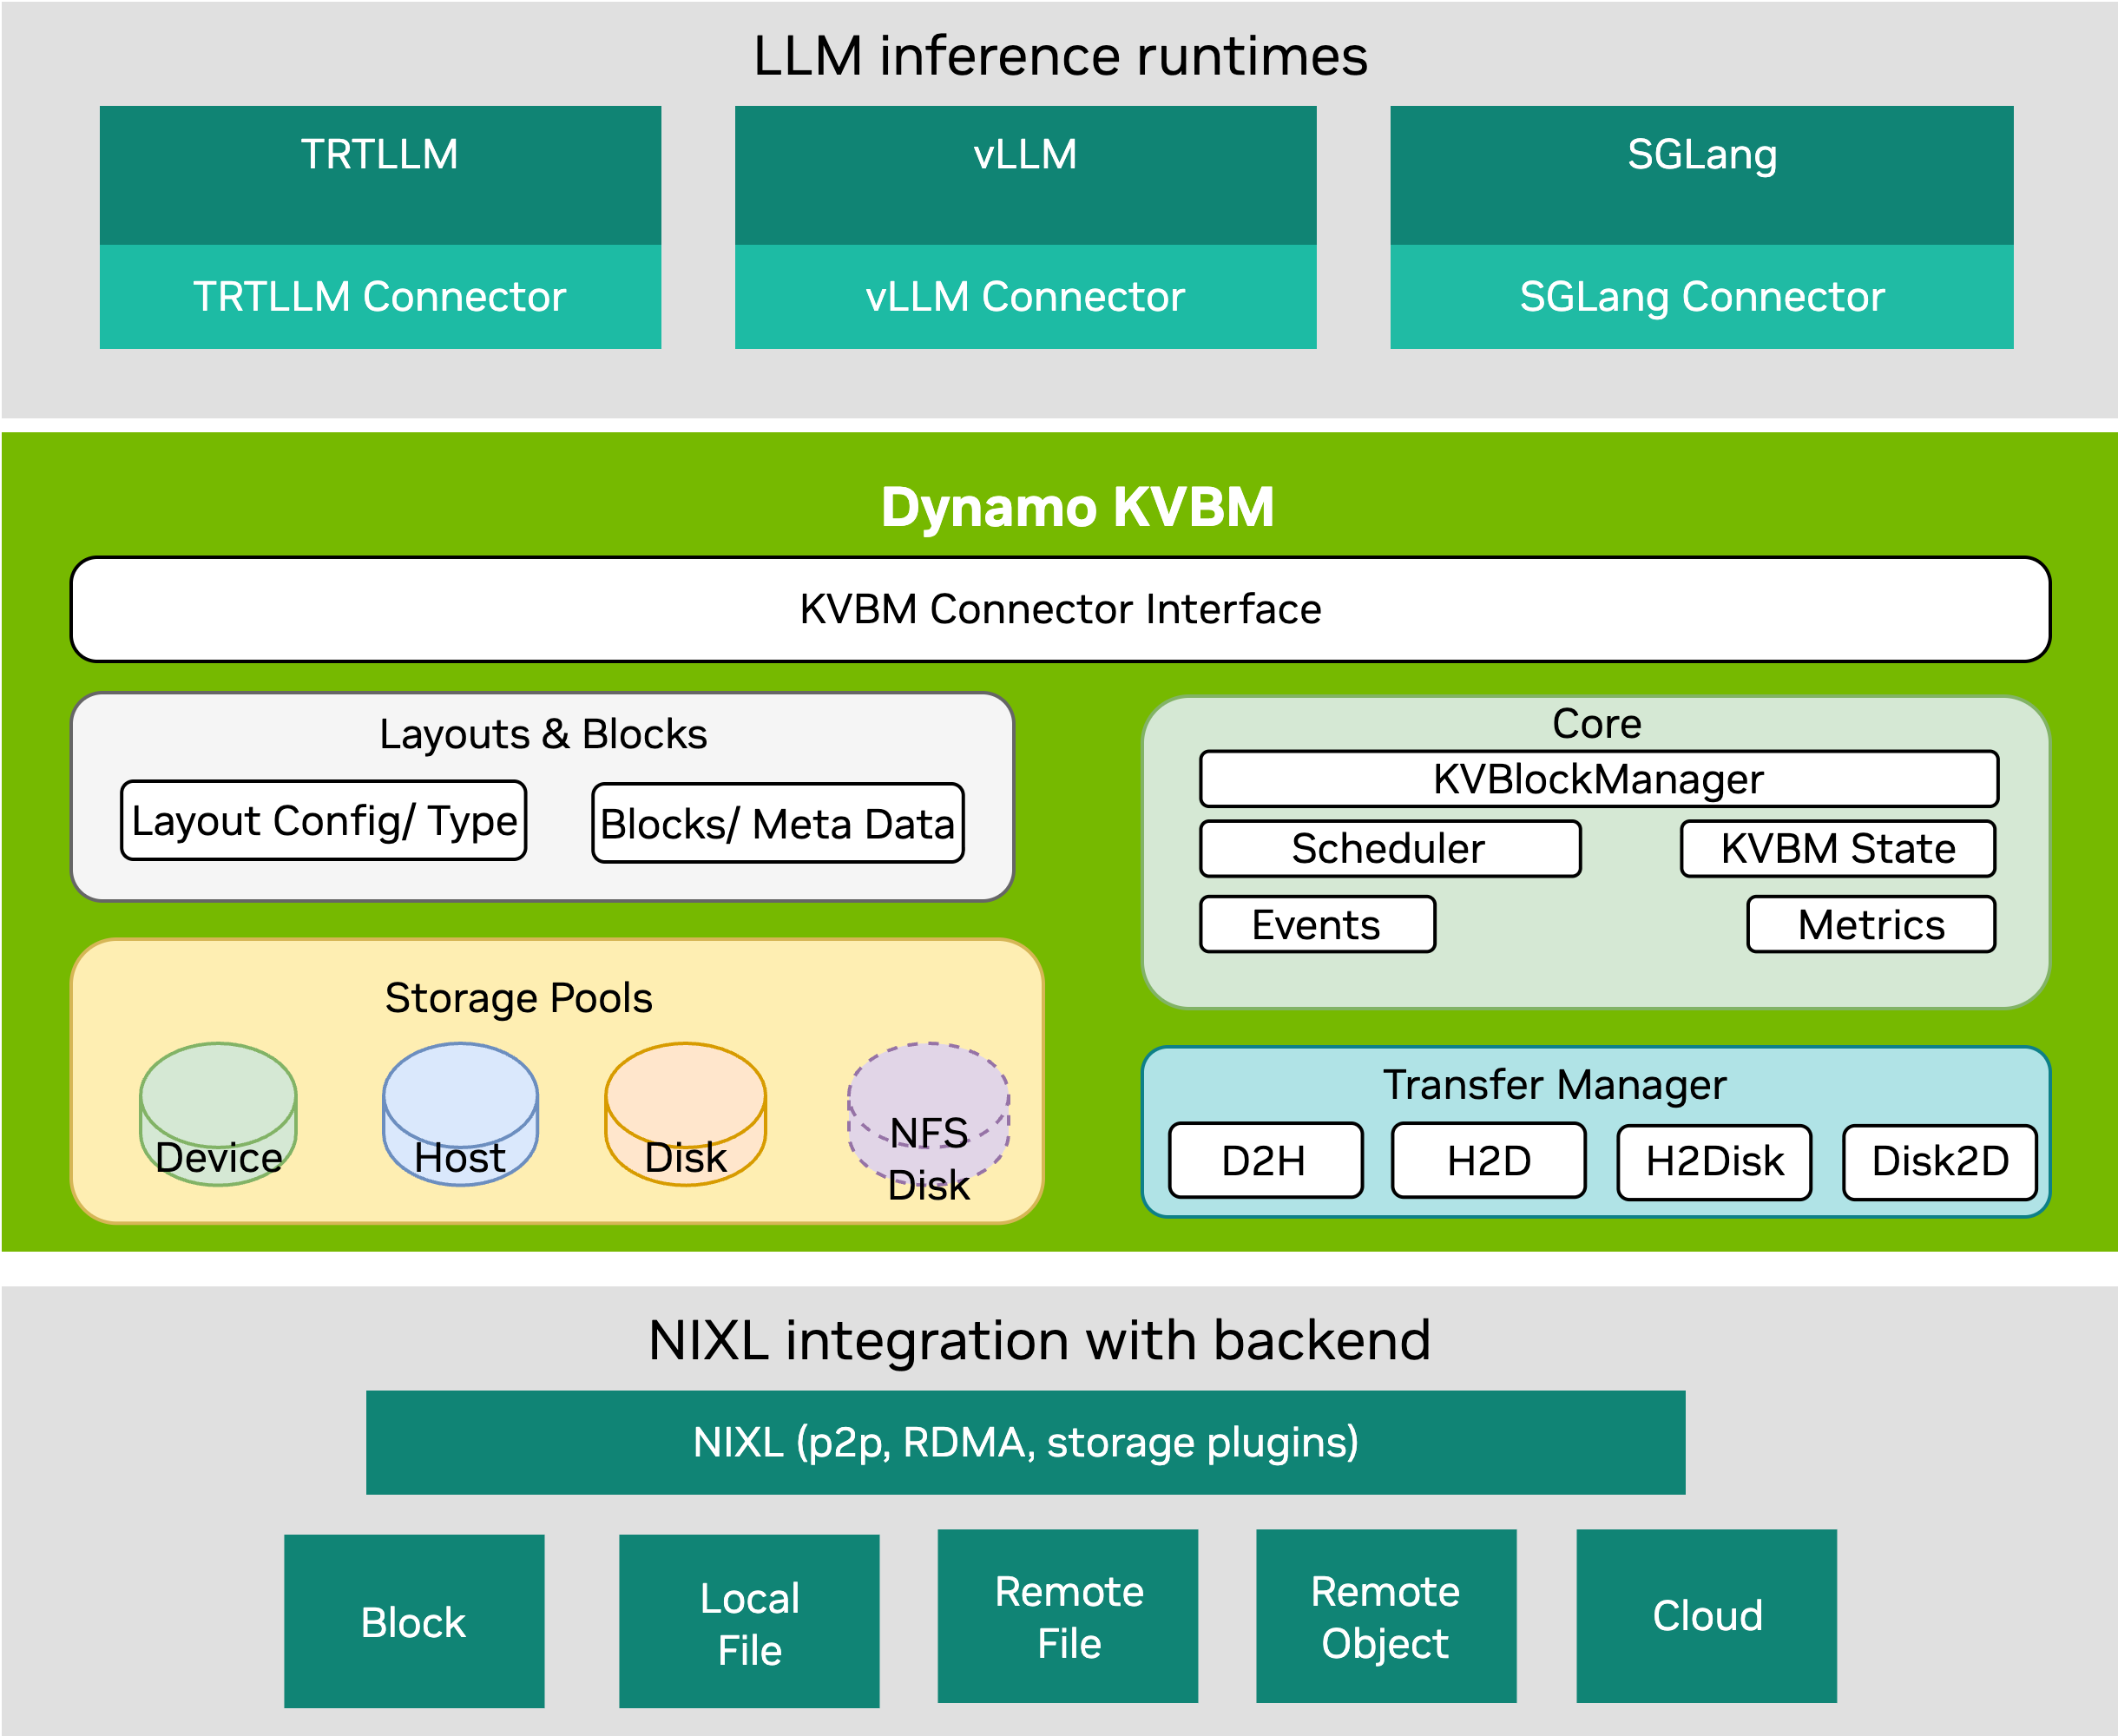 LLM inference runtimes
TRTLLM
vLLM
SGLang
TRTLLM Connector
vLLM Connector
SGLang Connector
Dynamo KVBM
KVBM Connector Interface
Layouts & Blocks
Layout Config/ Type
Blocks/ Meta Data
Core
KVBlockManager
Scheduler
KVBM State
Events
Metrics
Storage Pools
Device
Host
Disk
NFS
Disk
Transfer Manager
D2H
H2D
H2Disk
Disk2D
NIXL integration with backend
NIXL (p2p, RDMA, storage plugins)
Block
Local
File
Remote
File
Remote
Object
Cloud